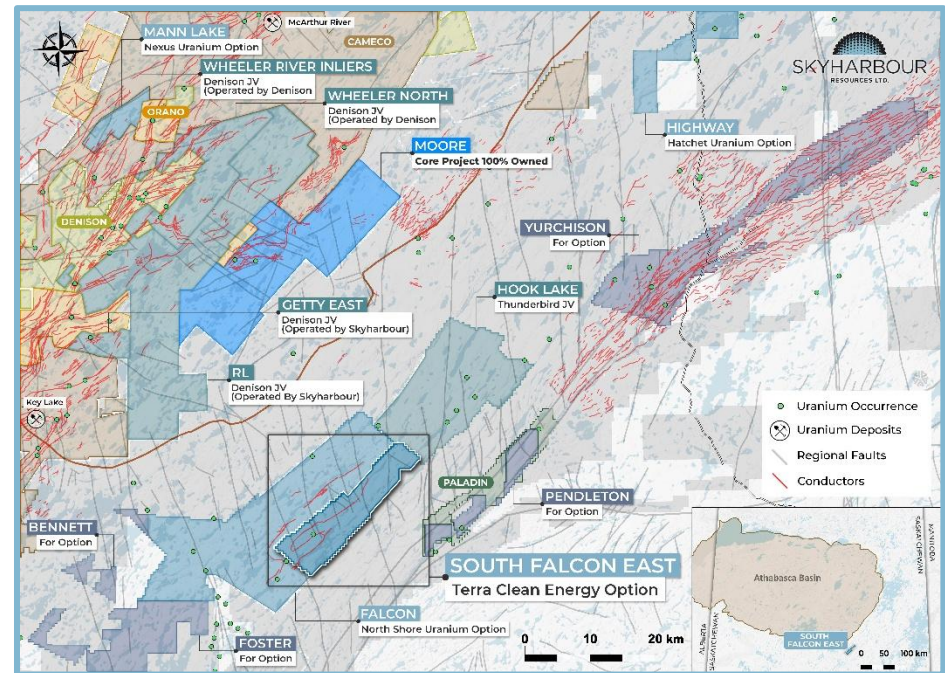 McArthur River
MANN LAKE
Nexus Uranium Option
CAMECO
SKYHARBOUR
RESOURCES LTD.
WHEELER RIVER INLIERS
Denison JV
(Operated by Denison
ORANO
WHEELER NORTH
Denison JV
(Operated by Denison
HIGHWAY
Hatchet Uranium Option
MOORE
Core Project 100% Owned
DENISON
YURCHISON
For Option
HOOK LAKE
Thunderbird JV
GETTY EAST
Denison JV
(Operated by Skyharbour)
RL
Denison JV
(Operated By Skyharbour)
Key Lake
Uranium Occurrence
Uranium Deposits
Regional Faults
Conductors
PALADIN
PENDLETON
For Option
BENNETT
For Option
SOUTH FALCON EAST
Terra Clean Energy Option
FALCON
North Shore Uranium Option
FOSTER
For Option
0 10 20 km
SASKATCHEWAN
MANITOBA
Athabasca Basin
ALBERTA
SASKATCHEWAN
SOUTH
FALCON EAST
0 50 100 km